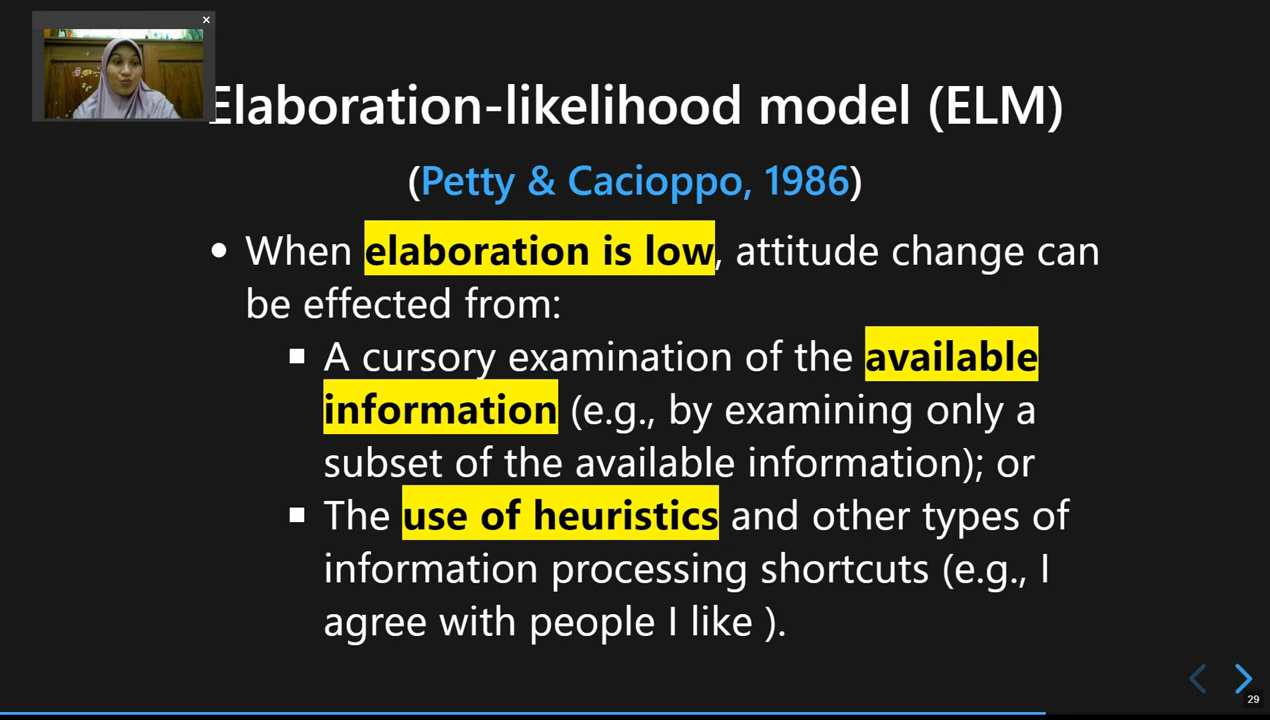 Elaboration-likelihood model (ELM)
(Petty & Cacioppo, 1986)
• When elaboration is low, attitude change can
be effected from:
▪ A cursory examination of the available
information (e.g., by examining only a
subset of the available information); or
▪ The use of heuristics and other types of
information processing shortcuts (e.g., I
agree with people I like ).
29